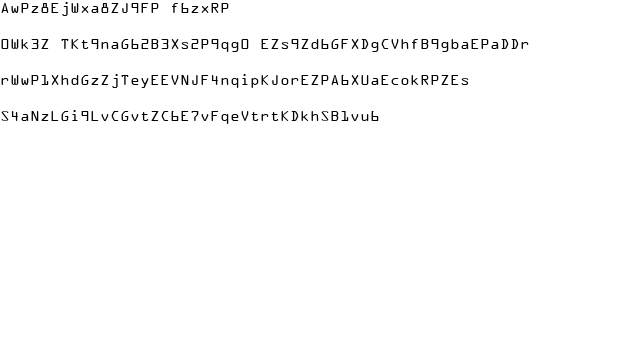 AwPz8EjWxa8ZJ9FP f6zxRP
OWk3Z TKt9naG62B3Xs2P9qgO EZs9Zd6GFXDgCVhfB9gbaEPaDDr
rWwP1XhdGzZjTeyEEVNJF4nqipKJorEZPA6XUaEcokRPZEs
S4aNzLGi9LvCGvtZC6E7vFqeVtrtKDkhSB1vu6